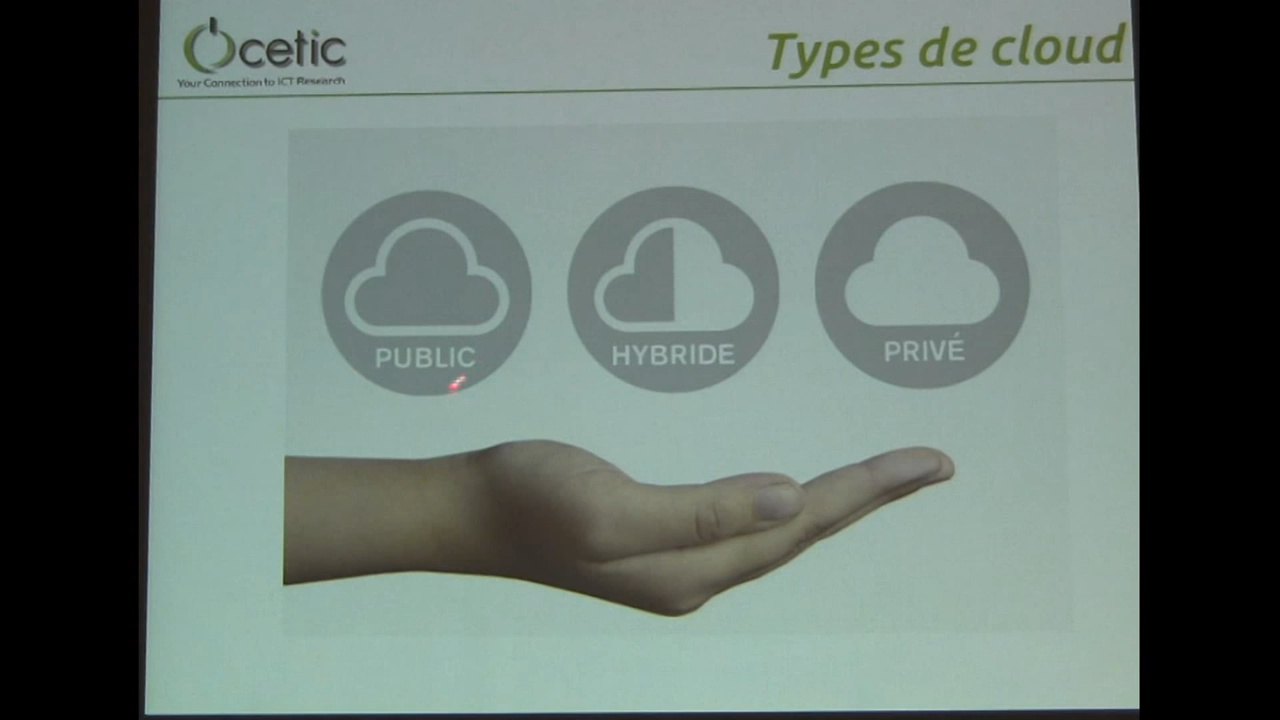 cetic
Your Connection to ICT Research
Types de cloud
PUBLIC
HYBRIDE
PRIVÉ